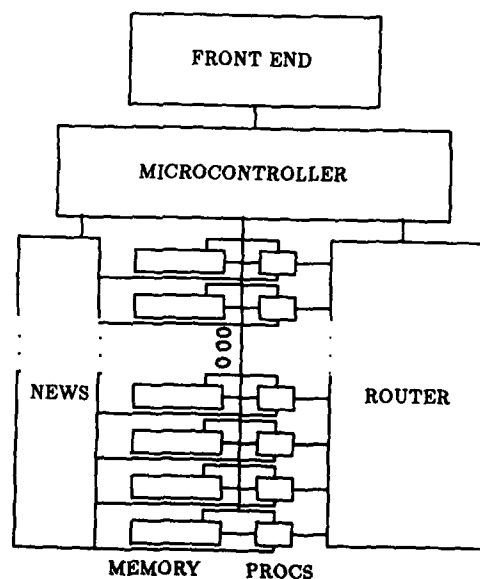 FRONT END
MICROCONTROLLER
NEWS
ROUTER
MEMORY PROCS